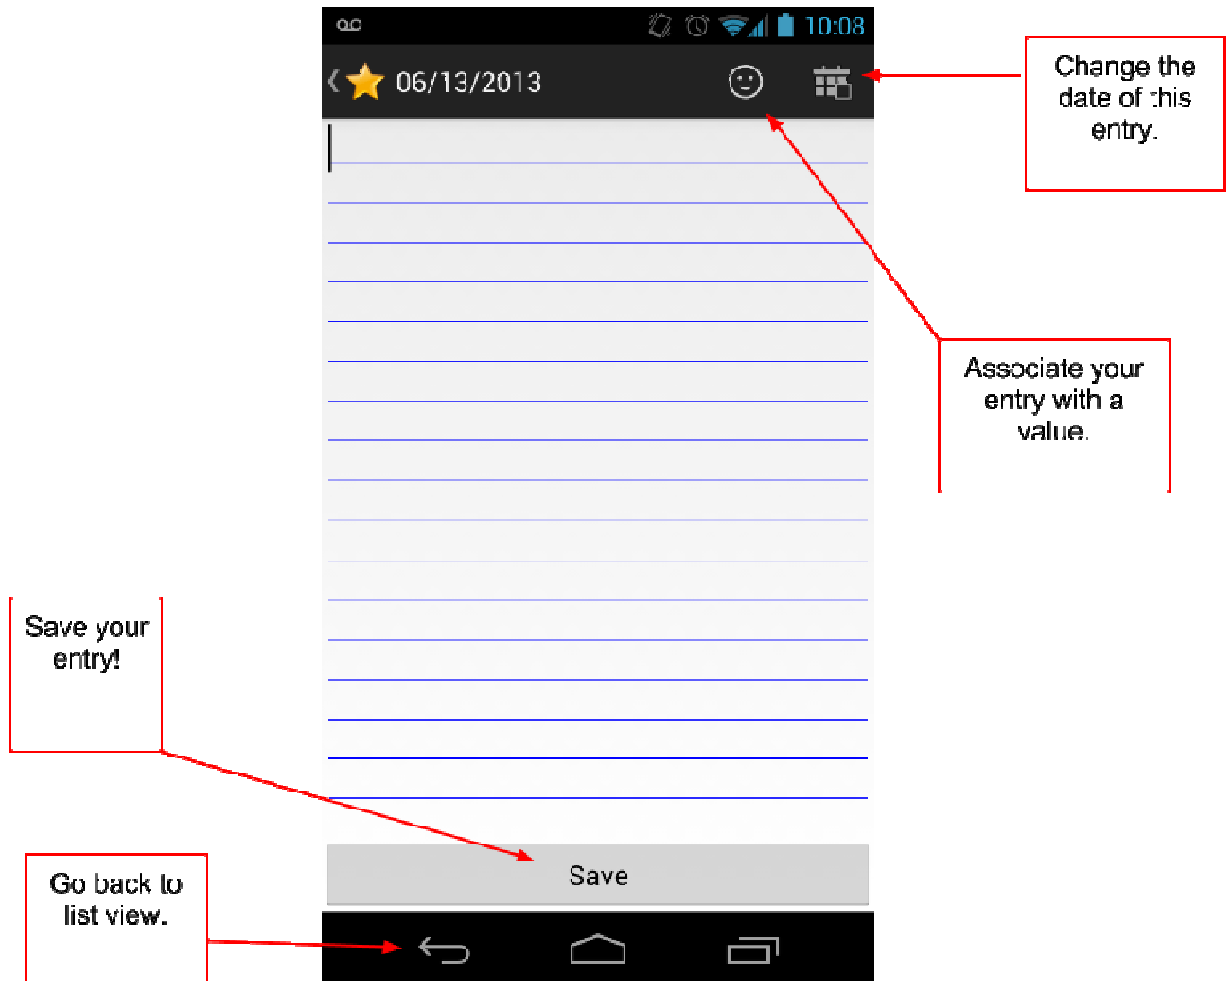 10:08
06/13/2013
Change the
date of this
entry.
Associate your
entry with a
value.
Save your
entry!
Save
Go back to
list view.